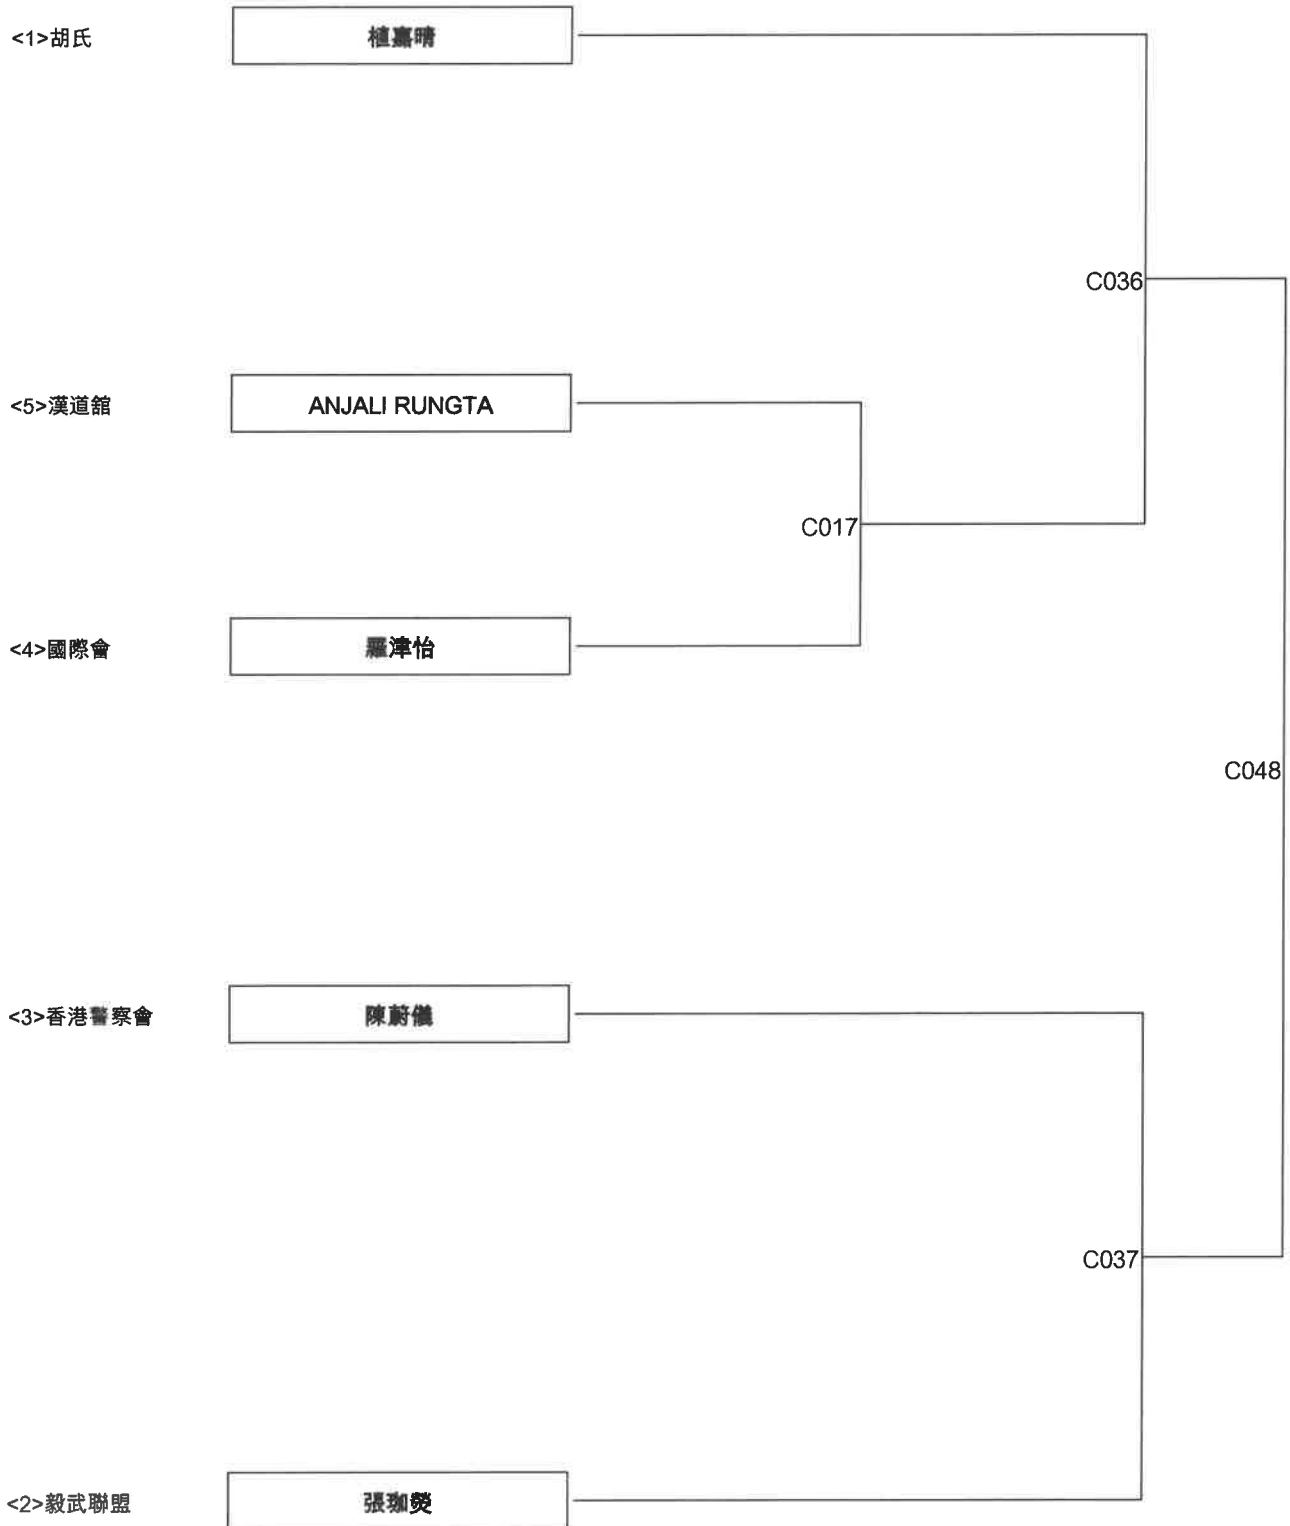 <1>胡氏
植嘉晴
C036
<5>漢道舘
ANJALI RUNGTA
C017
<4>國際會
羅津怡
C048
<3>香港警察會
陳蔚儀
C037
<2>毅武聯盟
張珈熒